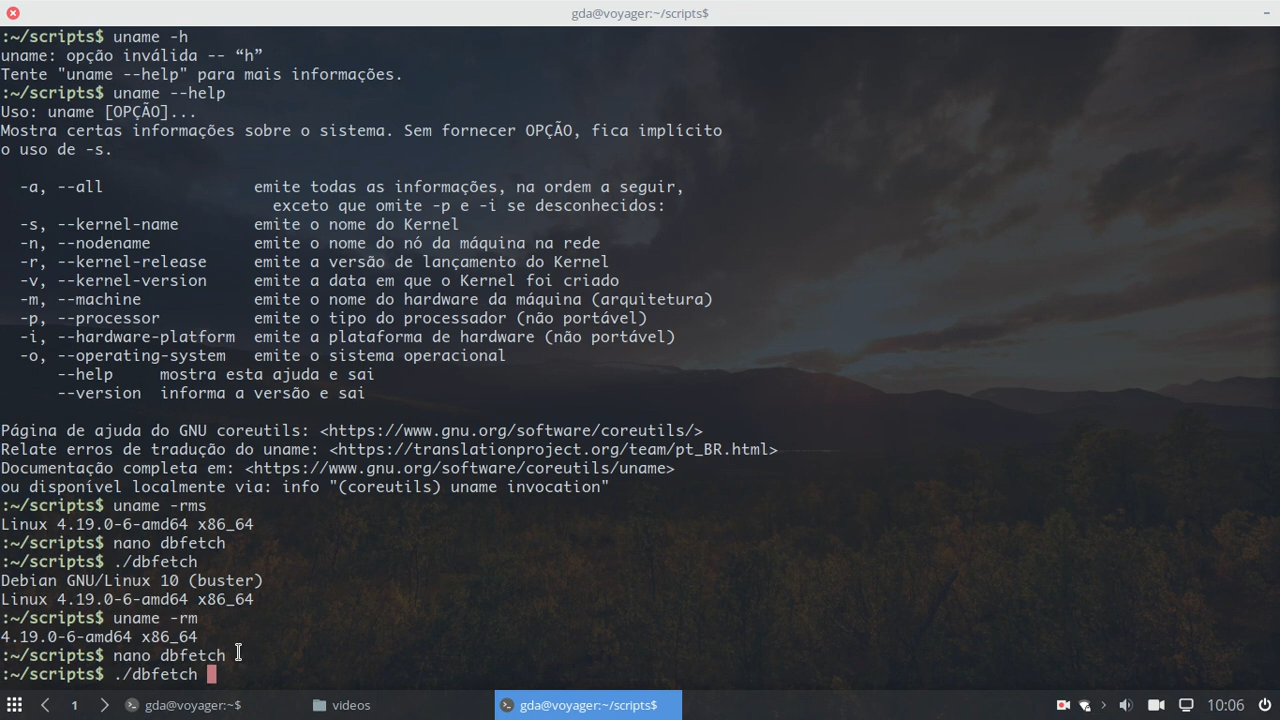 gda@voyager:~/scripts$
:~/scripts$ uname -h
uname: opção inválida -- “h”
Tente "uname --help" para mais informações.
:~/scripts$ uname --help
Uso: uname [OPÇÃO]...
Mostra certas informações sobre o sistema. Sem fornecer OPÇÃO, fica implícito
o uso de -s.
-a, --all emite todas as informações, na ordem a seguir,
exceto que omite -p e -i se desconhecidos:
-s, --kernel-name emite o nome do Kernel
-n, --nodename emite o nome do nó da máquina na rede
-r, --kernel-release emite a versão de lançamento do Kernel
-v, --kernel-version emite a data em que o Kernel foi criado
-m, --machine emite o nome do hardware da máquina (arquitetura)
-p, --processor emite o tipo do processador (não portável)
-i, --hardware-platform emite a plataforma de hardware (não portável)
-o, --operating-system emite o sistema operacional
--help mostra esta ajuda e sai
--version informa a versão e sai
Página de ajuda do GNU coreutils: <https://www.gnu.org/software/coreutils/>
Relate erros de tradução do uname: <https://translationproject.org/team/pt_BR.html>
Documentação completa em: <https://www.gnu.org/software/coreutils/uname>
ou disponível localmente via: info "(coreutils) uname invocation"
:~/scripts$ uname -rms
Linux 4.19.0-6-amd64 x86_64
:~/scripts$ nano dbfetch
:~/scripts$ ./dbfetch
Debian GNU/Linux 10 (buster)
Linux 4.19.0-6-amd64 x86_64
:~/scripts$ uname -rm
4.19.0-6-amd64 x86_64
:~/scripts$ nano dbfetch
:~/scripts$ ./dbfetch
1 gda@voyager:~$ videos gda@voyager:~/scripts$ 10:06